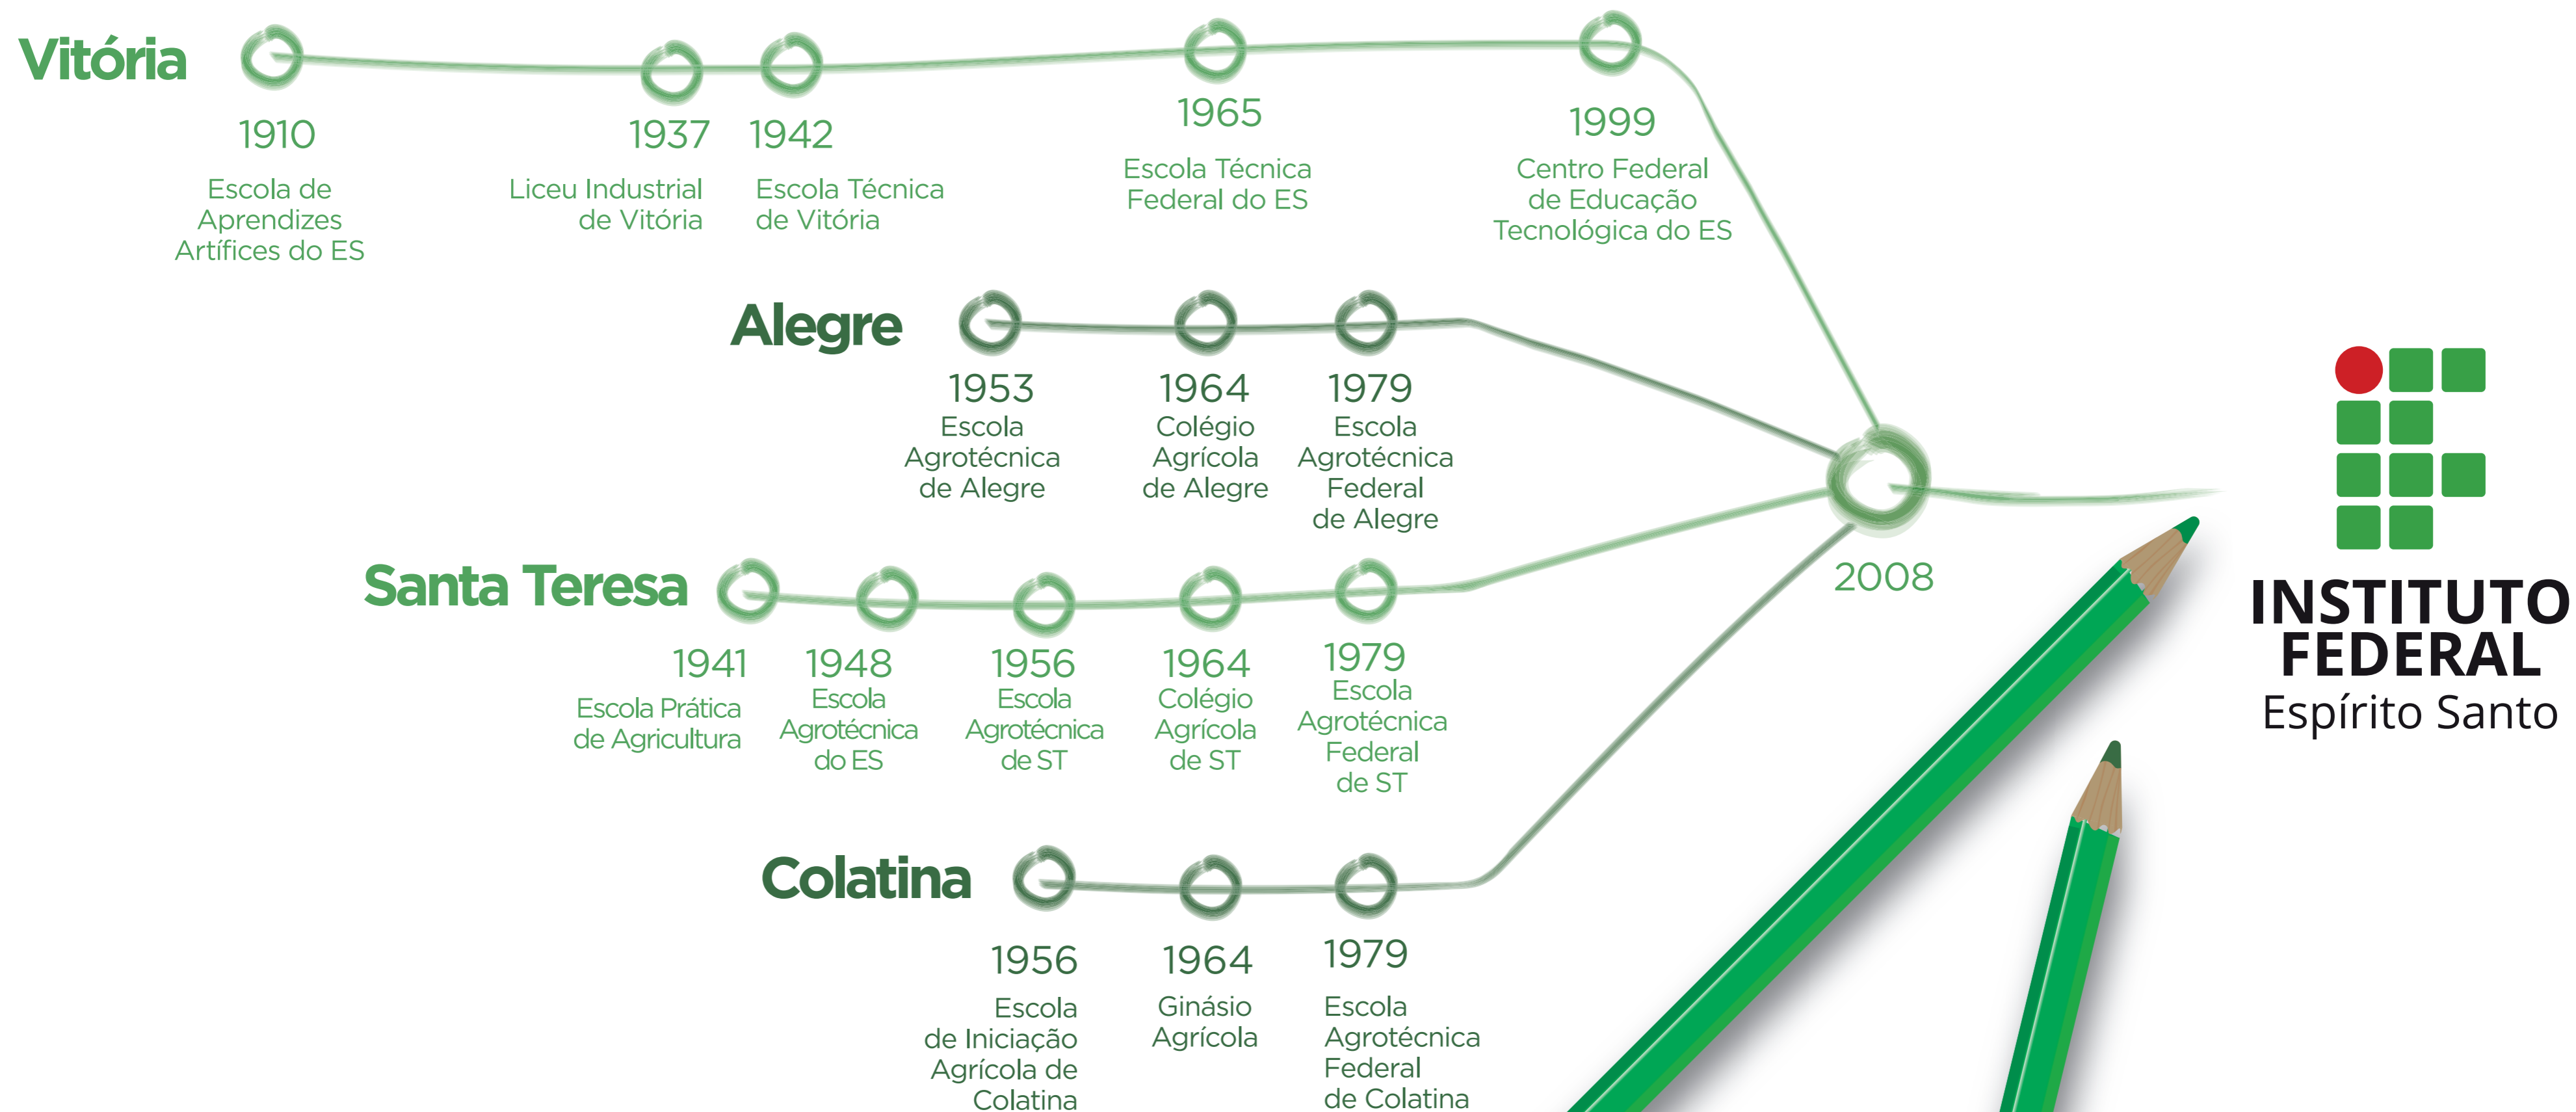 Vitória
1910
Escola de
Aprendizes
Artífices do ES
1937
Liceu Industrial
de Vitória
1942
Escola Técnica
de Vitória
1965
Escola Técnica
Federal do ES
1999
Centro Federal
de Educação
Tecnológica do ES
Alegre
1953
Escola
Agrotécnica
de Alegre
1964
Colégio
Agrícola
de Alegre
1979
Escola
Agrotécnica
Federal
de Alegre
Santa Teresa
1941
Escola Prática
de Agricultura
1948
Escola
Agrotécnica
do ES
1956
Escola
Agrotécnica
de ST
1964
Colégio
Agrícola
de ST
1979
Escola
Agrotécnica
Federal
de ST
Colatina
1956
Escola
de Iniciação
Agrícola de
Colatina
1964
Ginásio
Agrícola
1979
Escola
Agrotécnica
Federal
de Colatina
2008
INSTITUTO
FEDERAL
Espírito Santo